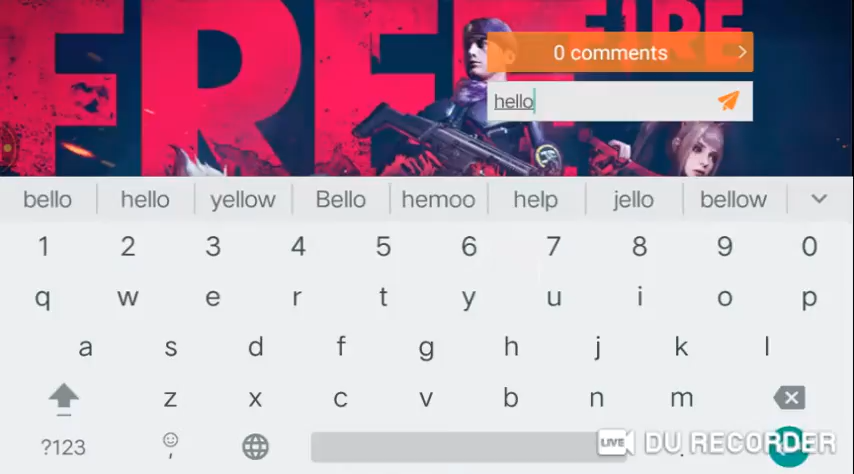 FREE FIRE
0 comments
hello
bello hello yellow Bello hemoo help jello bellow
1 2 3 4 5 6 7 8 9 0
q w e r t y u i o p
a s d f g h j k l
z x c v b n m
?123 , .
LIVE DU RECORDER